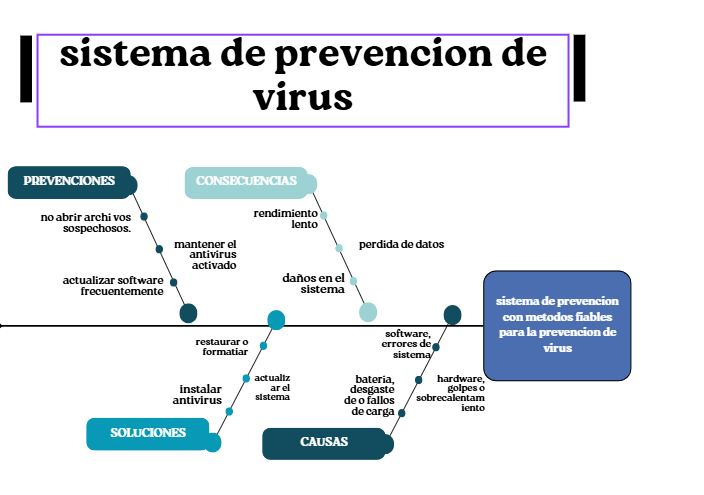 sistema de prevencion de
virus
PREVENCIONES
CONSECUENCIAS
no abrir archi vos
sospechosos.
mantener el
antivirus
activado
actualizar software
frecuentemente
rendimiento
lento
perdida de datos
daños en el
sistema
sistema de prevencion
con metodos fiables
para la prevencion de
virus
restaurar o
formatiar
actualiz
ar el
sistema
instalar
antivirus
SOLUCIONES
software,
errores de
sistema
bateria,
desgaste
de o fallos
de carga
hardware,
golpes o
sobrecalentam
iento
CAUSAS